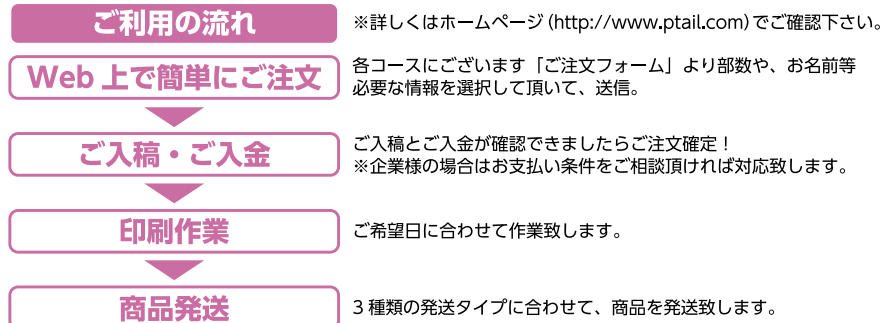 ご利用の流れ
※詳しくはホームページ(http://www.ptail.com)でご確認下さい。
Web 上で簡単にご注文
各コースにございます「ご注文フォーム」より部数や、お名前等
必要な情報を選択して頂いて、送信。
ご入稿・ご入金
ご入稿とご入金が確認できましたらご注文確定!
※企業様の場合はお支払い条件をご相談頂ければ対応致します。
印刷作業
ご希望日に合わせて作業致します。
商品発送
3 種類の発送タイプに合わせて、商品を発送致します。